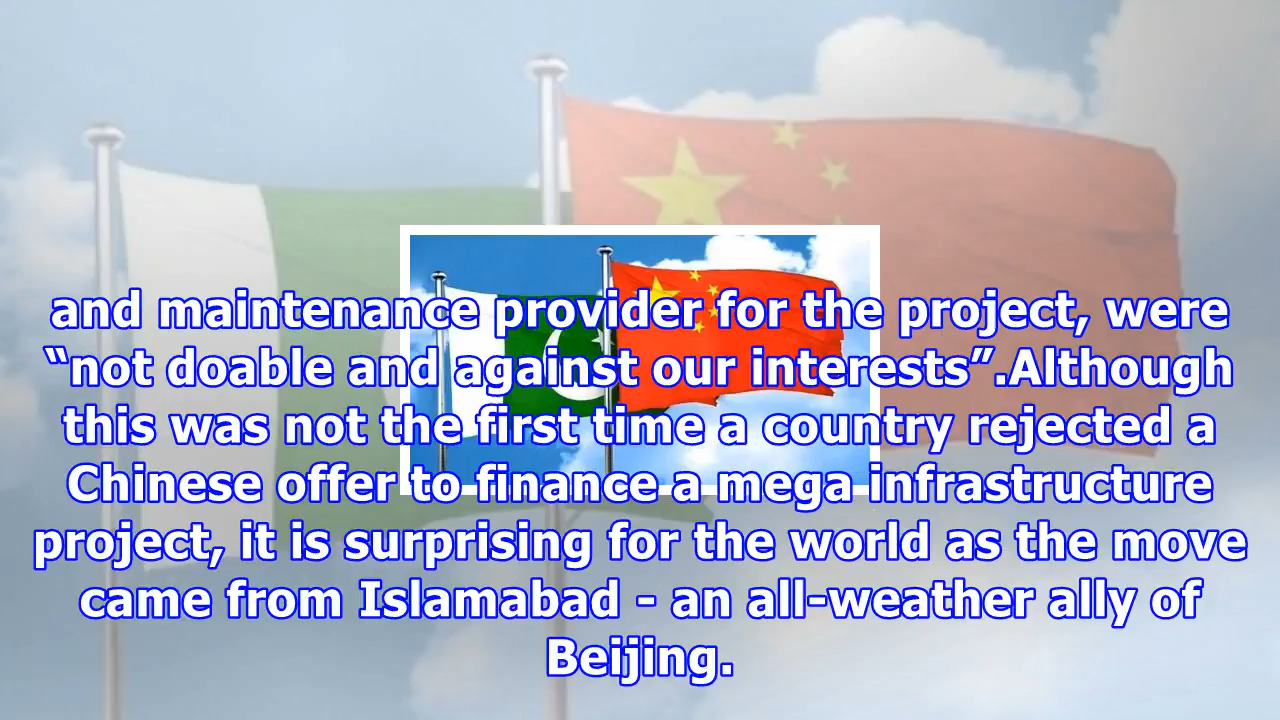 and maintenance provider for the project, were
“not doable and against our interests”.Although
this was not the first time a country rejected a
Chinese offer to finance a mega infrastructure
project, it is surprising for the world as the move
came from Islamabad - an all-weather ally of
Beijing.